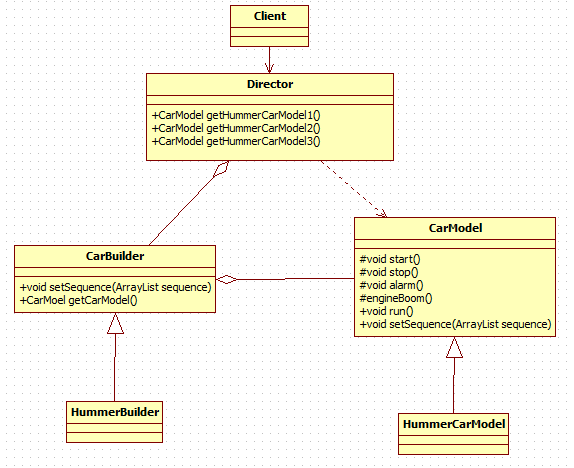 Client
Director
+CarModel getHummerCarModel1()
+CarModel getHummerCarModel2()
+CarModel getHummerCarModel3()
CarBuilder
+void setSequence(ArrayList sequence)
+CarMoel getCarModel()
CarModel
#void start()
#void stop()
#void alarm()
#engineBoom()
+void run()
+void setSequence(ArrayList sequence)
HummerBuilder
HummerCarModel